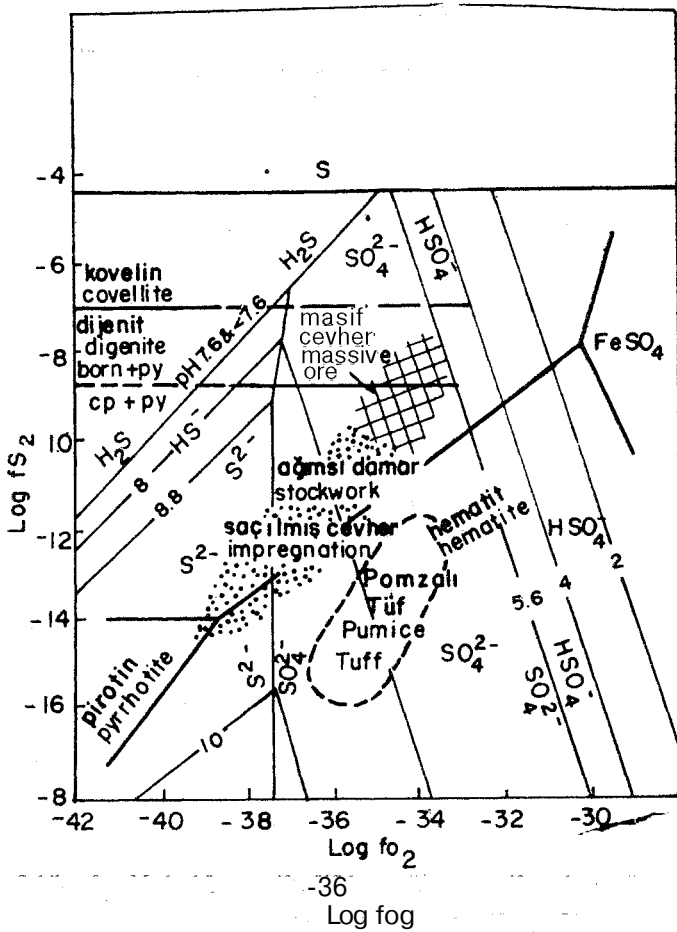 S
-4
H₂S
SO₄²⁻
HSO₄⁻
-6
kovelin
covellite
pH7.6&<7.6
masif
cevher
massive
ore
dijenit
digenite
-8
born+py
FeSO₄
cp + py
HS⁻
H₂S
8
S²⁻
8.8
10
Log fS₂
ağımsı damar
stockwork
-12
saçılmış cevher
impregnation
hematit
hematite
HSO₄⁻
S²⁻
Pomzalı
Tüf
Pumice
Tuff
5.6
4
2
-14
S²⁻
SO₄²⁻
SO₄²⁻
HSO₄⁻
SO₄²⁻
pirotin
pyrrhotite
-16
10
-8
-42
-40
-38
-36
-34
-32
-30
Log fo₂
-36
Log fog